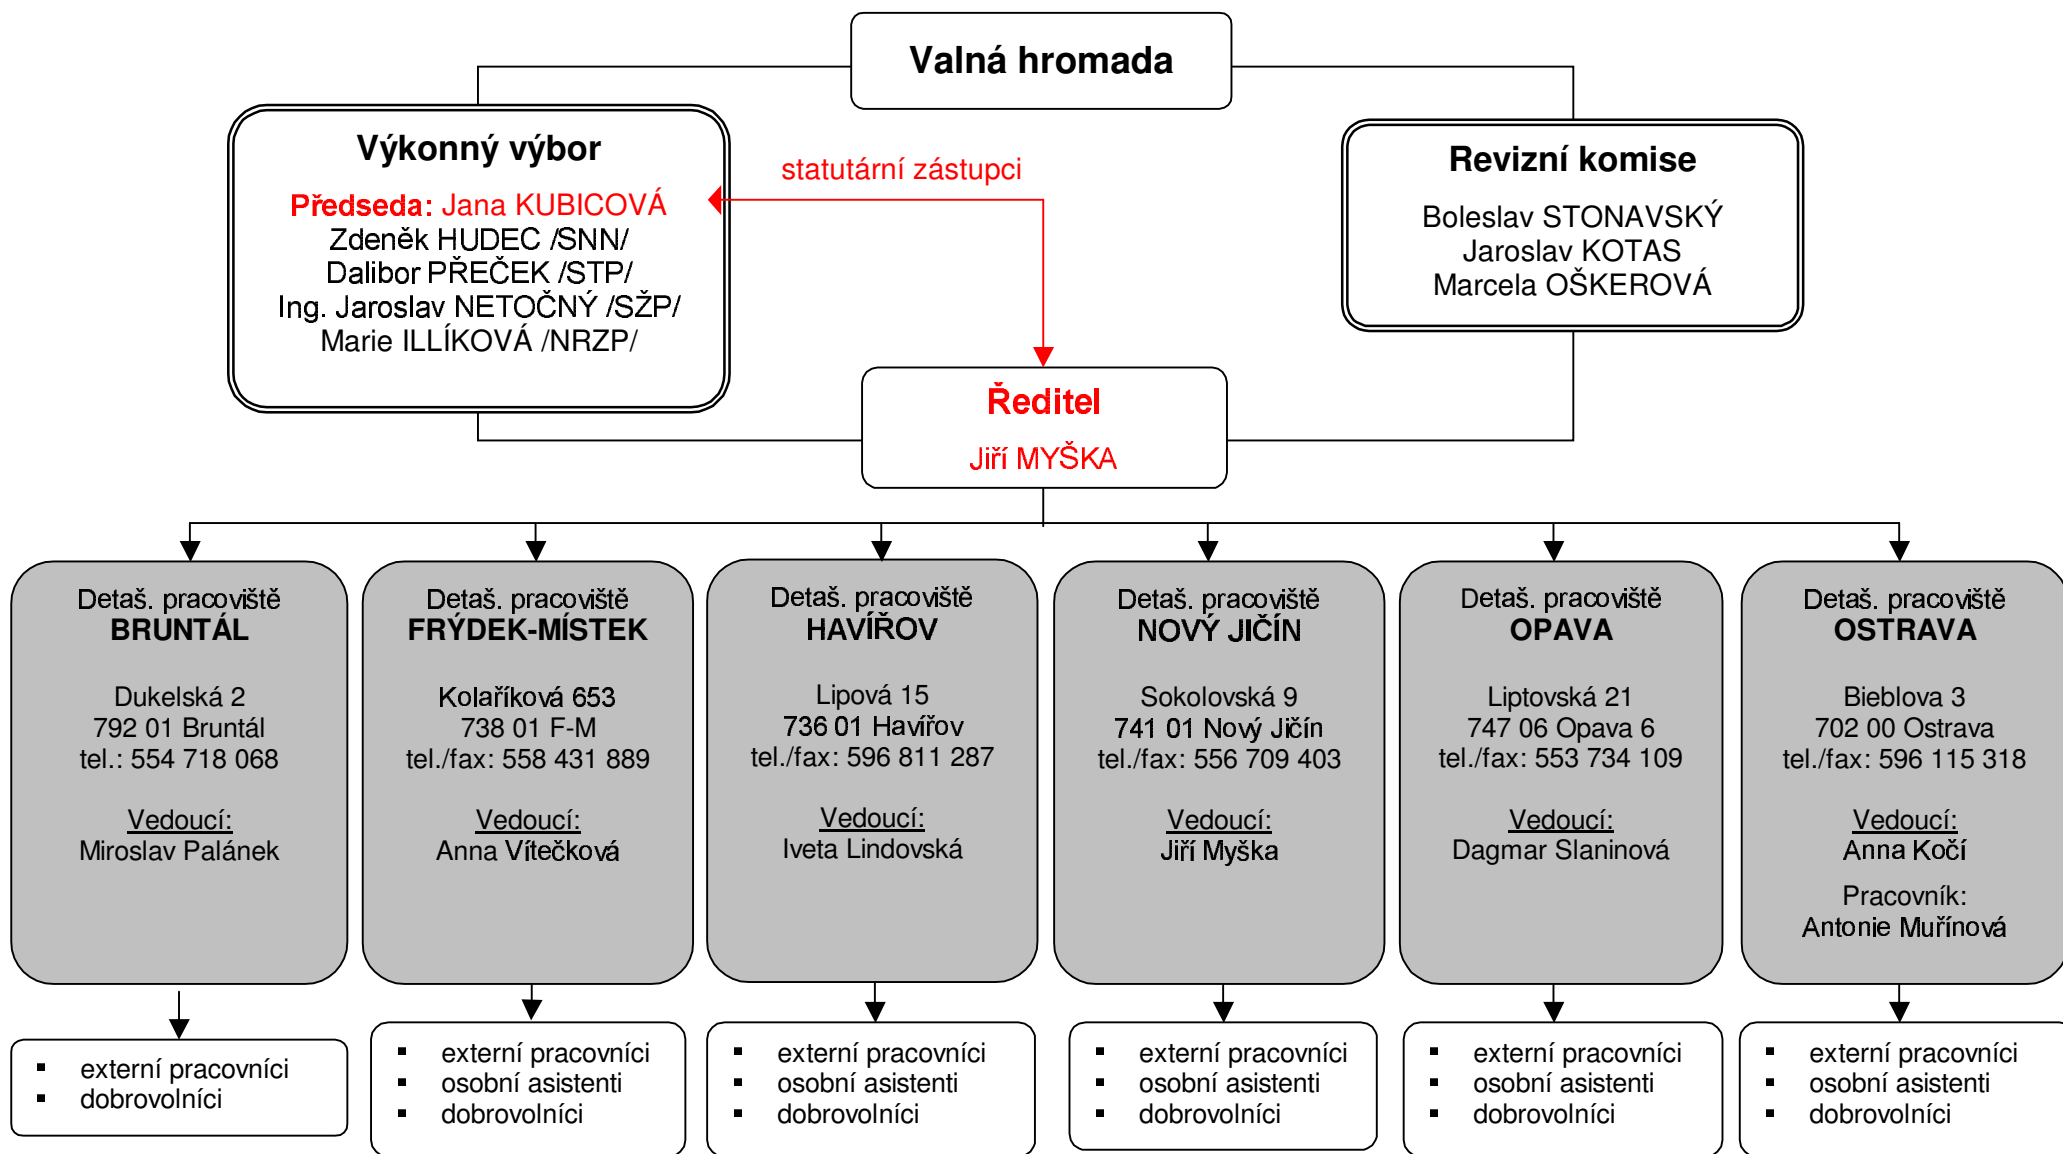 Valná hromada
Výkonný výbor
Předseda: Jana KUBICOVÁ
Zdeněk HUDEC /SNN/
Dalibor PŘEČEK /STP/
Ing. Jaroslav NETOČNÝ /SŽP/
Marie ILLÍKOVÁ /NRZP/
statutární zástupci
Revizní komise
Boleslav STONAVSKÝ
Jaroslav KOTAS
Marcela OŠKEROVÁ
Ředitel
Jiří MYŠKA
Detaš. pracoviště
BRUNTÁL
Dukelská 2
792 01 Bruntál
tel.: 554 718 068
Vedoucí:
Miroslav Palánek
Detaš. pracoviště
FRÝDEK-MÍSTEK
Kolaříková 653
738 01 F-M
tel./fax: 558 431 889
Vedoucí:
Anna Vítečková
Detaš. pracoviště
HAVÍŘOV
Lipová 15
736 01 Havířov
tel./fax: 596 811 287
Vedoucí:
Iveta Lindovská
Detaš. pracoviště
NOVÝ JIČÍN
Sokolovská 9
741 01 Nový Jičín
tel./fax: 556 709 403
Vedoucí:
Jiří Myška
Detaš. pracoviště
OPAVA
Liptovská 21
747 06 Opava 6
tel./fax: 553 734 109
Vedoucí:
Dagmar Slaninová
Detaš. pracoviště
OSTRAVA
Bieblova 3
702 00 Ostrava
tel./fax: 596 115 318
Vedoucí:
Anna Kočí
Pracovník:
Antonie Muřínová
▪ externí pracovníci
▪ dobrovolníci
▪ externí pracovníci
▪ osobní asistenti
▪ dobrovolníci
▪ externí pracovníci
▪ osobní asistenti
▪ dobrovolníci
▪ externí pracovníci
▪ osobní asistenti
▪ dobrovolníci
▪ externí pracovníci
▪ osobní asistenti
▪ dobrovolníci
▪ externí pracovníci
▪ osobní asistenti
▪ dobrovolníci